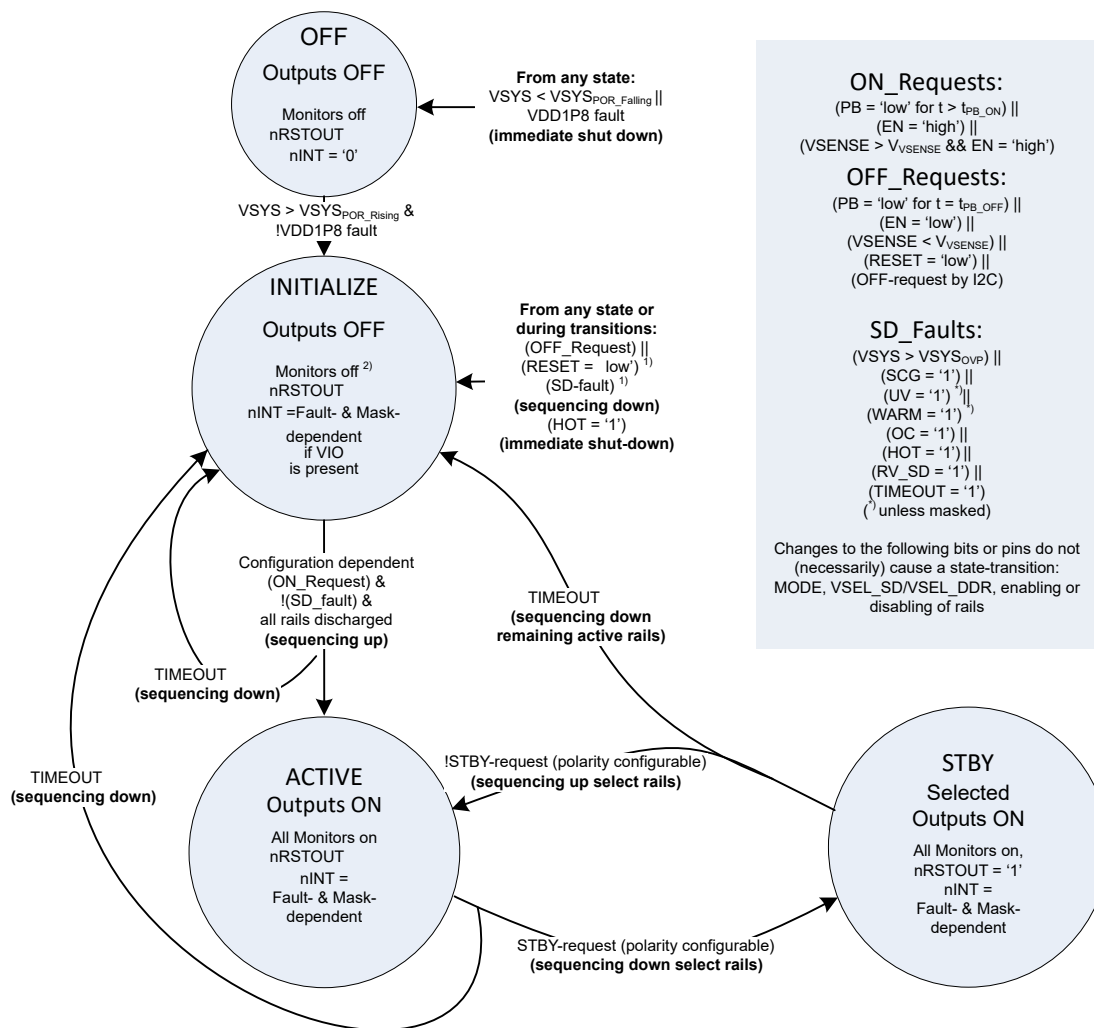 OFF
Outputs OFF
Monitors off
nRSTOUT
nINT = ‘0’
From any state:
VSYS < VSYSPOR_Falling ||
VDD1P8 fault
(immediate shut down)
VSYS > VSYSPOR_Rising &
!VDD1P8 fault
INITIALIZE
Outputs OFF
Monitors off 2)
nRSTOUT
nINT =Fault- & Mask-
dependent
if VIO
is present
From any state or
during transitions:
(OFF_Request) ||
(RESET = low’) 1)
(SD-fault) 1)
(sequencing down)
(HOT = ‘1’)
(immediate shut-down)
Configuration dependent
(ON_Request) &
!(SD_fault) &
all rails discharged
(sequencing up)
TIMEOUT
(sequencing down)
TIMEOUT
(sequencing down
remaining active rails)
TIMEOUT
(sequencing down)
ACTIVE
Outputs ON
All Monitors on
nRSTOUT
nINT =
Fault- & Mask-
dependent
!STBY-request (polarity configurable)
(sequencing up select rails)
STBY-request (polarity configurable)
(sequencing down select rails)
STBY
Selected
Outputs ON
All Monitors on,
nRSTOUT = ‘1’
nINT =
Fault- & Mask-
dependent
ON_Requests:
(PB = ‘low’ for t > tPB_ON) ||
(EN = ‘high’) ||
(VSENSE > VVSENSE && EN = ‘high’)
OFF_Requests:
(PB = ‘low’ for t = tPB_OFF) ||
(EN = ‘low’) ||
(VSENSE < VVSENSE) ||
(RESET = ‘low’) ||
(OFF-request by I2C)
SD_Faults:
(VSYS > VSYSOVP) ||
(SCG = ‘1’) ||
(UV = ‘1’) *)||
(WARM = ‘1’) *)
(OC = ‘1’) ||
(HOT = ‘1’) ||
(RV_SD = ‘1’) ||
(TIMEOUT = ‘1’)
(*) unless masked)
Changes to the following bits or pins do not
(necessarily) cause a state-transition:
MODE, VSEL_SD/VSEL_DDR, enabling or
disabling of rails